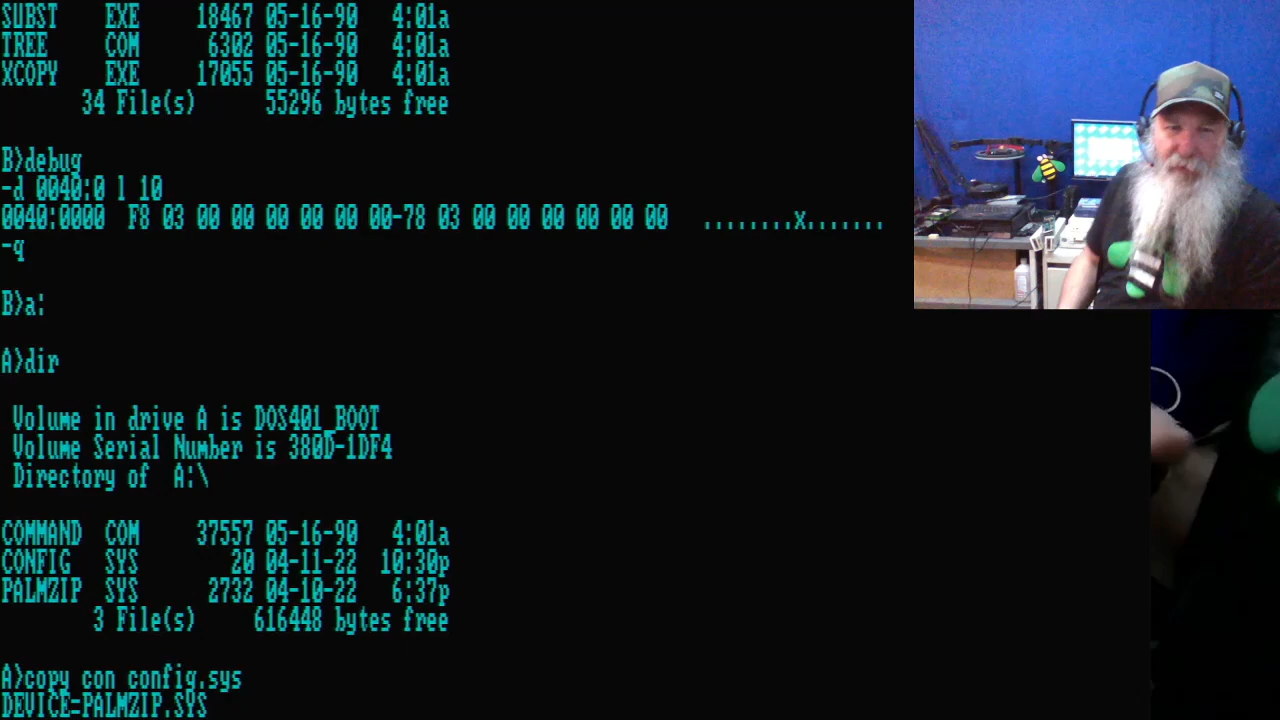 SUBST    EXE     18467 05-16-90   4:01a
TREE     COM      6302 05-16-90   4:01a
XCOPY    EXE     17055 05-16-90   4:01a
       34 File(s)      55296 bytes free
B>debug
-d 0040:0 l 10
0040:0000  F8 03 00 00 00 00 00 00-78 03 00 00 00 00 00 00   ........x.......
-q
B>a:
A>dir
 Volume in drive A is DOS401_BOOT
 Volume Serial Number is 380D-1DF4
 Directory of  A:\
COMMAND  COM     37557 05-16-90   4:01a
CONFIG   SYS        20 04-11-22  10:30p
PALMZIP  SYS      2732 04-10-22   6:37p
        3 File(s)     616448 bytes free
A>copy con config.sys
DEVICE=PALMZIP.SYS